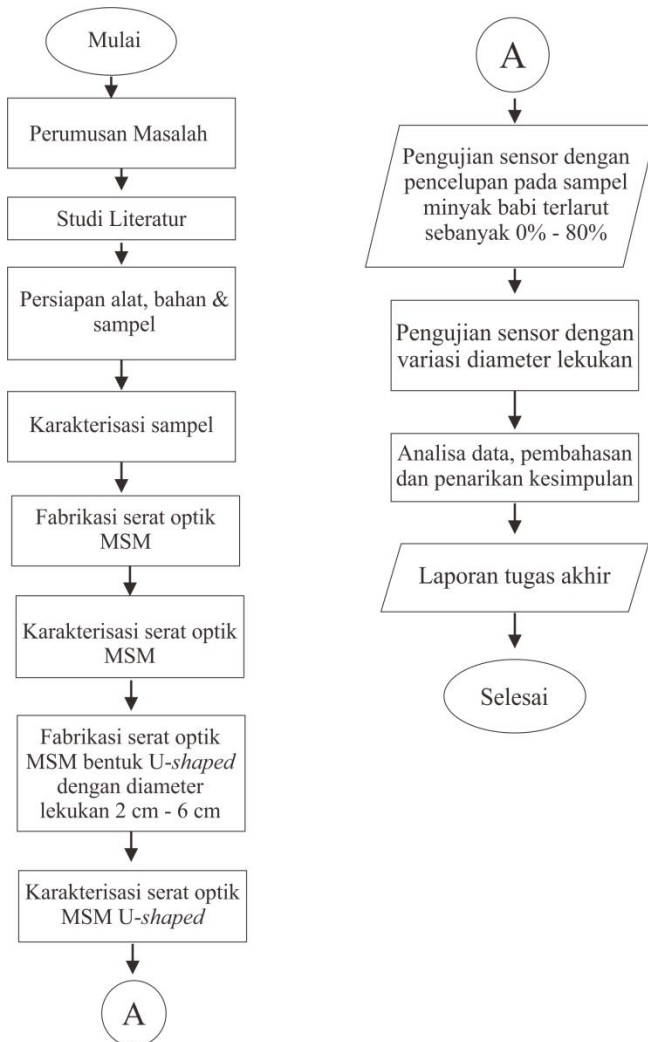 Mulai
Perumusan Masalah
Studi Literatur
Persiapan alat, bahan &
sampel
Karakterisasi sampel
Fabrikasi serat optik
MSM
Karakterisasi serat optik
MSM
Fabrikasi serat optik
MSM bentuk U-shaped
dengan diameter
lekukan 2 cm - 6 cm
Karakterisasi serat optik
MSM U-shaped
A
A
Pengujian sensor dengan
pencelupan pada sampel
minyak babi terlarut
sebanyak 0% - 80%
Pengujian sensor dengan
variasi diameter lekukan
Analisa data, pembahasan
dan penarikan kesimpulan
Laporan tugas akhir
Selesai